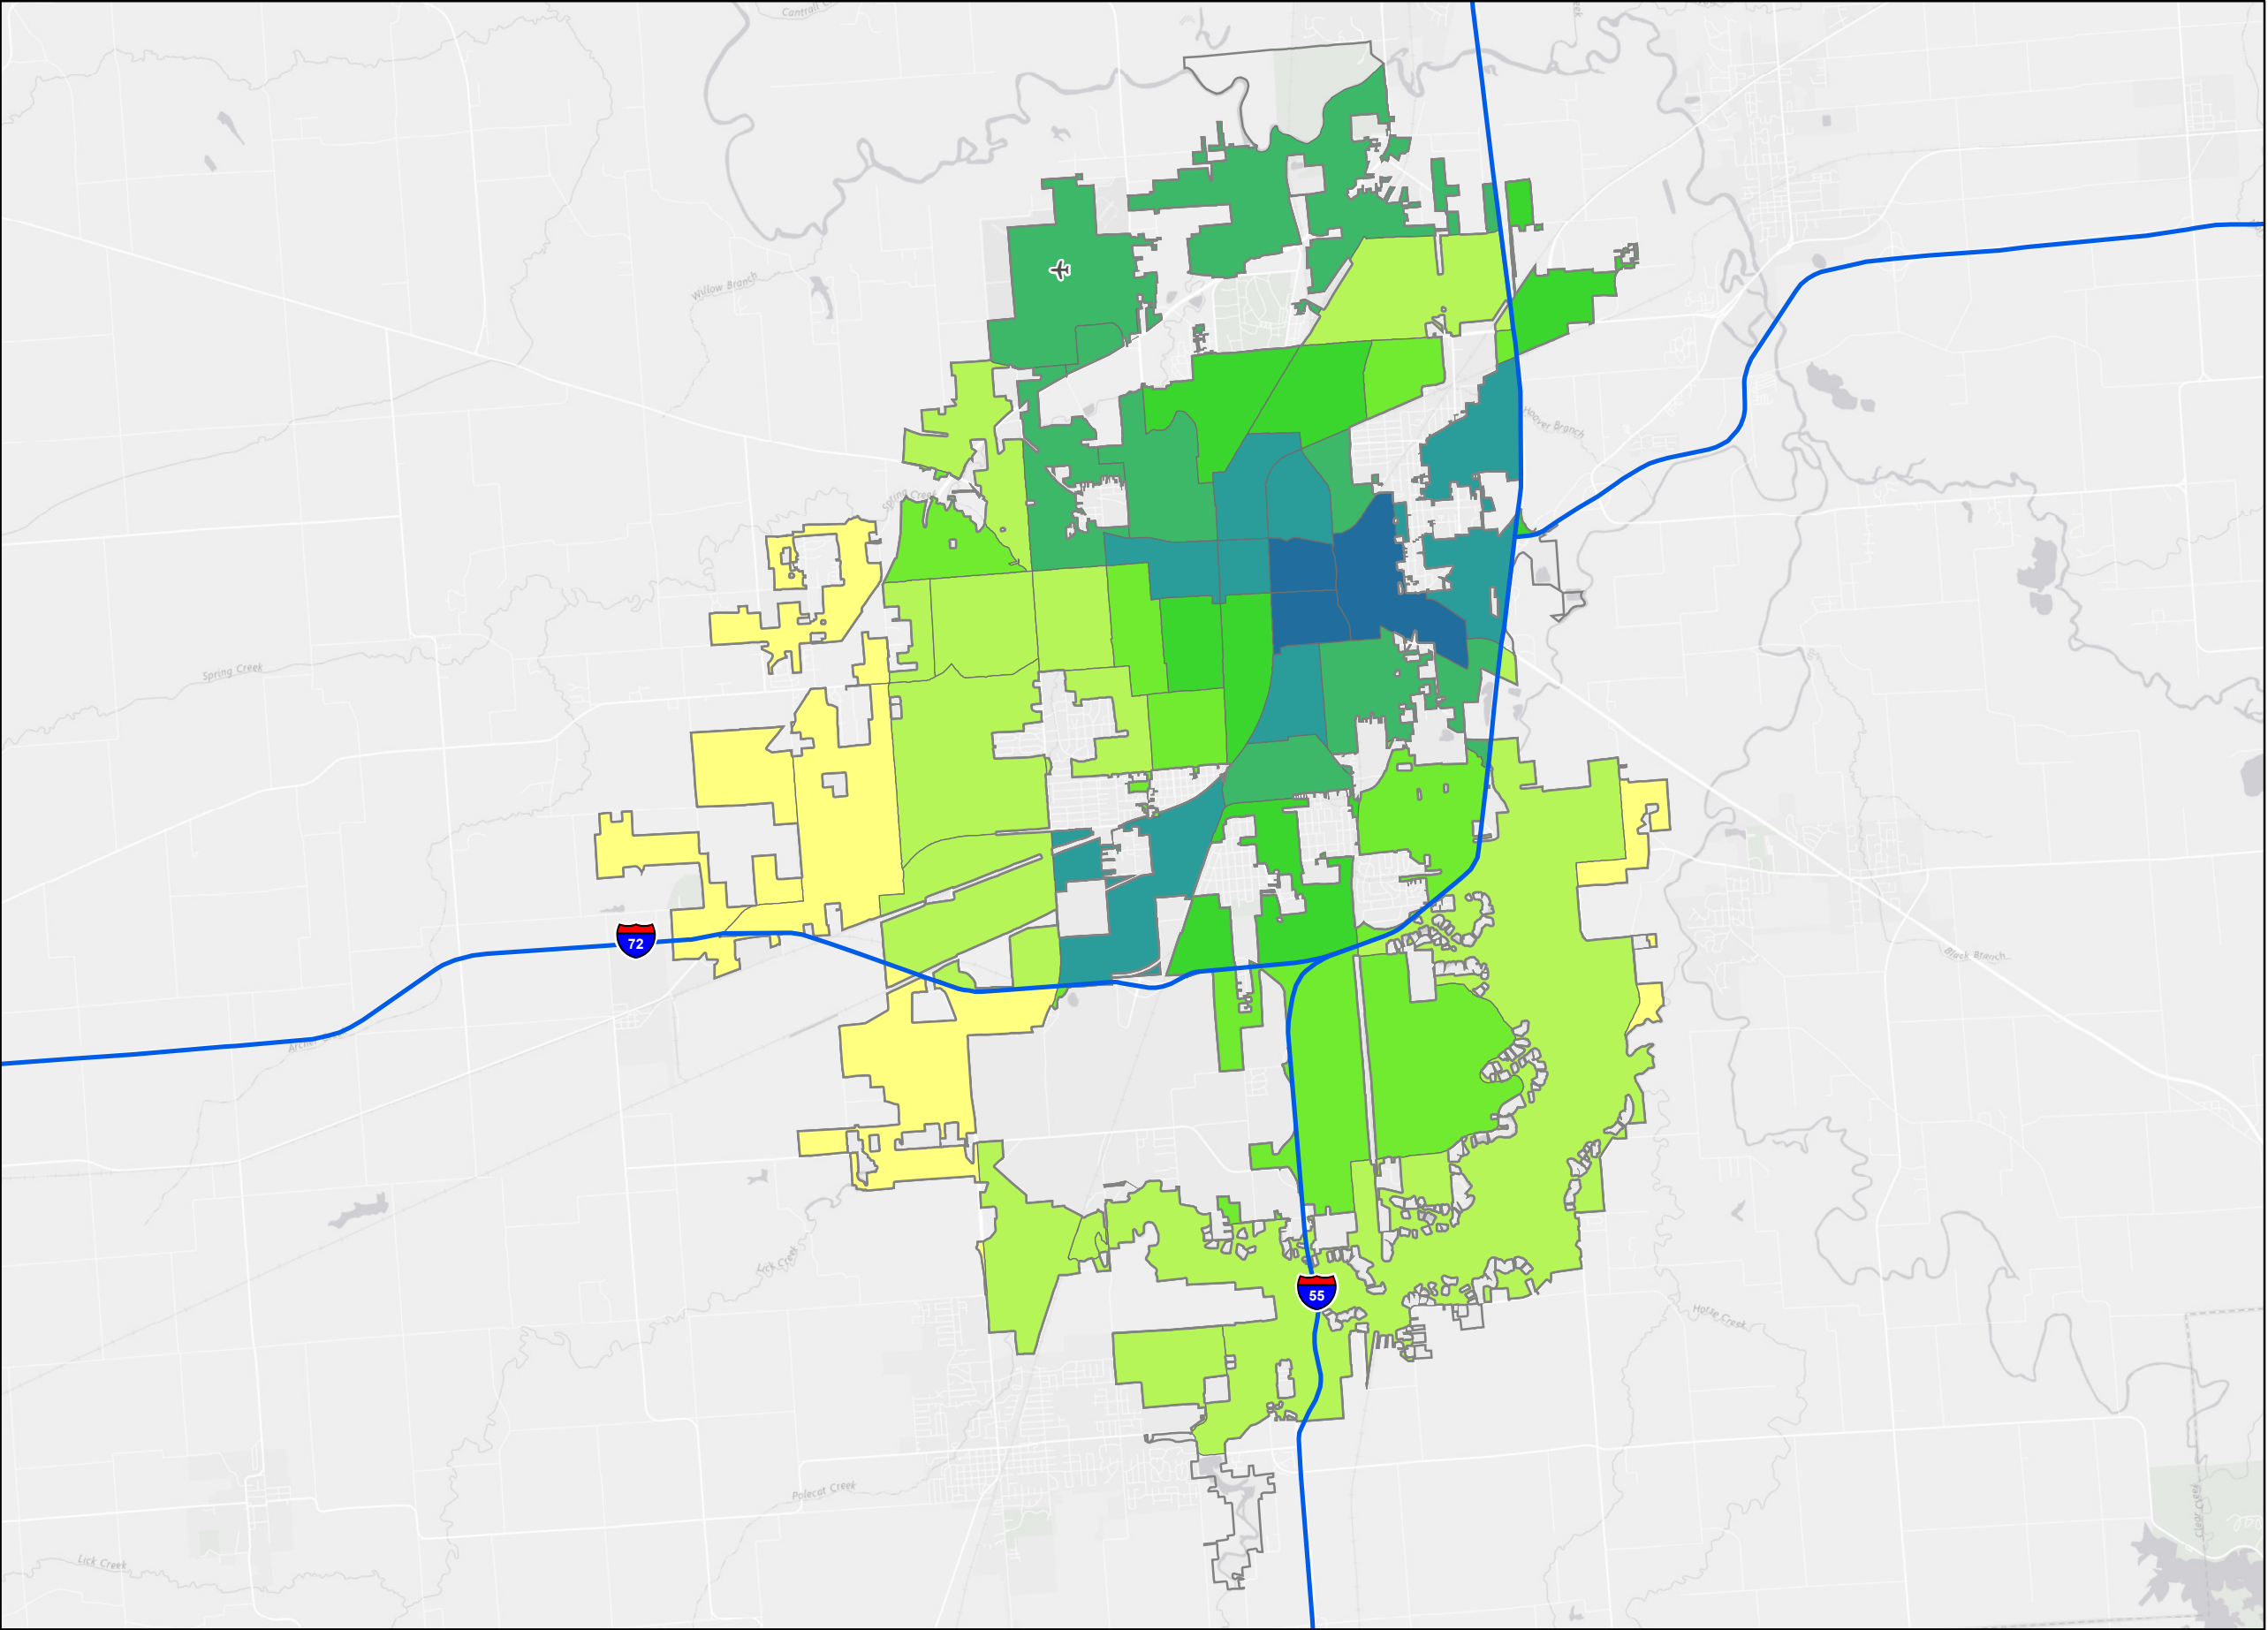 Cantrall C
Willow Branch
Hoover Branch
Spring Creek
Spring Creek
Black Branch
72
Archer
55
Lick Creek
Horse Creek
Polecat Creek
Clear Creek
Lick Creek